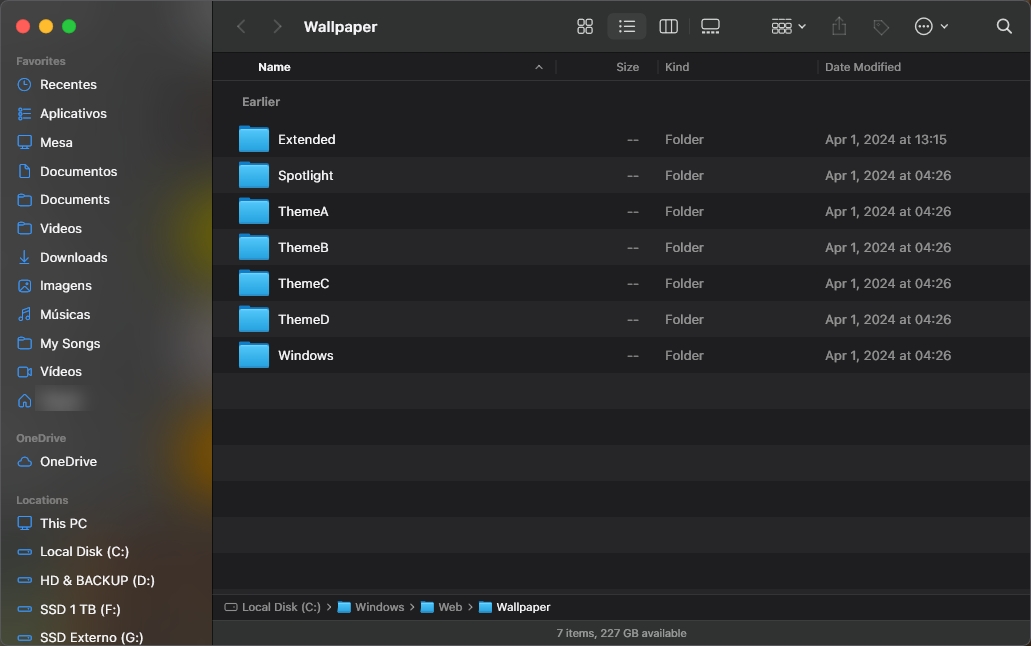 Wallpaper
Favorites
Recentes
Aplicativos
Mesa
Documentos
Documents
Videos
Downloads
Imagens
Músicas
My Songs
Vídeos
OneDrive
OneDrive
Locations
This PC
Local Disk (C:)
HD & BACKUP (D:)
SSD 1 TB (F:)
SSD Externo (G:)
Name Size Kind Date Modified
Earlier
Extended -- Folder Apr 1, 2024 at 13:15
Spotlight -- Folder Apr 1, 2024 at 04:26
ThemeA -- Folder Apr 1, 2024 at 04:26
ThemeB -- Folder Apr 1, 2024 at 04:26
ThemeC -- Folder Apr 1, 2024 at 04:26
ThemeD -- Folder Apr 1, 2024 at 04:26
Windows -- Folder Apr 1, 2024 at 04:26
Local Disk (C:) › Windows › Web › Wallpaper
7 items, 227 GB available